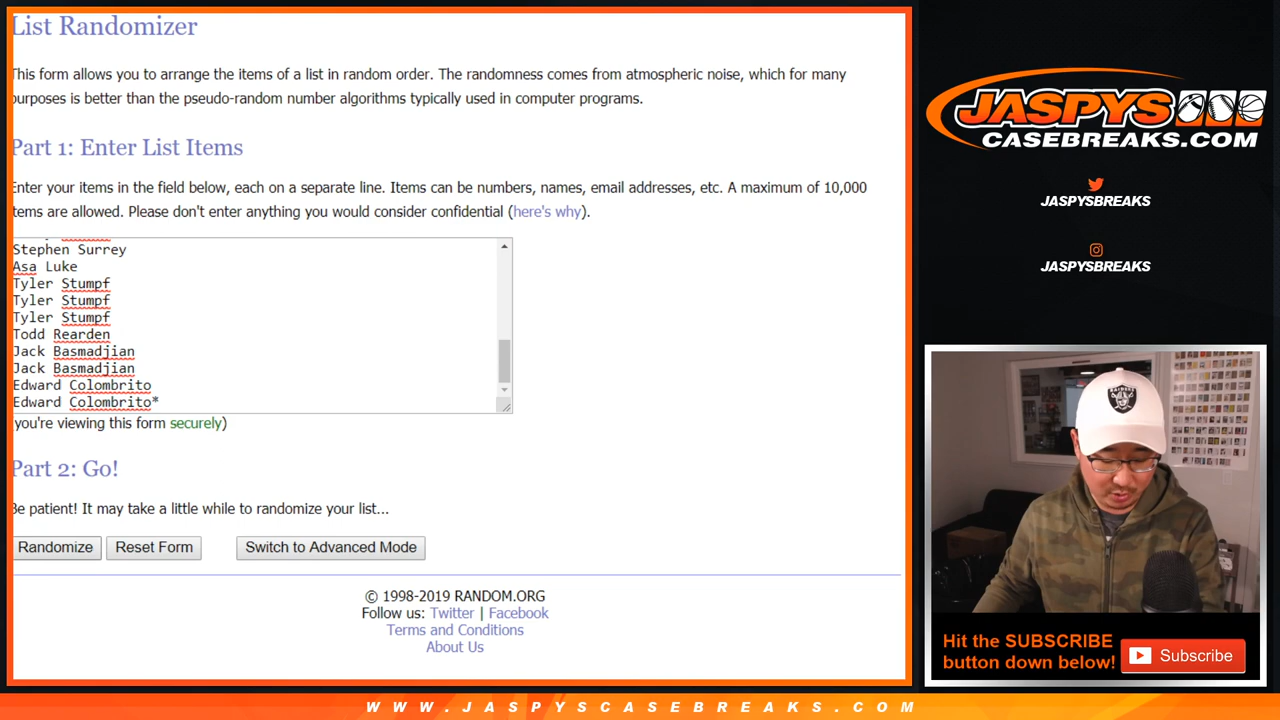 List Randomizer
This form allows you to arrange the items of a list in random order. The randomness comes from atmospheric noise, which for many
purposes is better than the pseudo-random number algorithms typically used in computer programs.
Part 1: Enter List Items
Enter your items in the field below, each on a separate line. Items can be numbers, names, email addresses, etc. A maximum of 10,000
items are allowed. Please don't enter anything you would consider confidential (here's why).
Stephen Surrey
Asa Luke
Tyler Stumpf
Tyler Stumpf
Tyler Stumpf
Todd Rearden
Jack Basmadjian
Jack Basmadjian
Edward Colombrito
Edward Colombrito*
you're viewing this form securely)
Part 2: Go!
Be patient! It may take a little while to randomize your list...
Randomize Reset Form Switch to Advanced Mode
© 1998-2019 RANDOM.ORG
Follow us: Twitter | Facebook
Terms and Conditions
About Us
JASPYS
CASEBREAKS.COM
JASPYSBREAKS
JASPYSBREAKS
RAIDERS
Hit the SUBSCRIBE
button down below!
Subscribe
WWW.JASPYSCASEBREAKS.COM